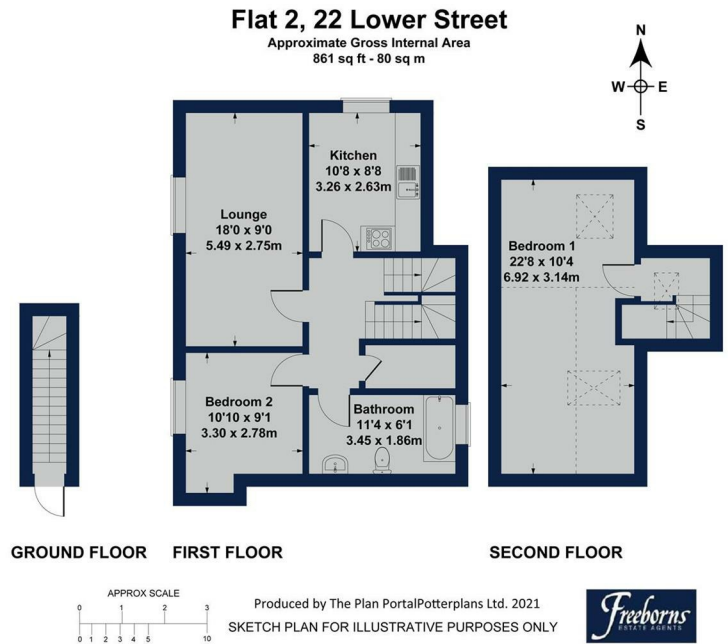 Flat 2, 22 Lower Street
Approximate Gross Internal Area
861 sq ft - 80 sq m
N
W
E
S
Kitchen
10'8 x 8'8
3.26 x 2.63m
Lounge
18'0 x 9'0
5.49 x 2.75m
Bedroom 1
22'8 x 10'4
6.92 x 3.14m
Bedroom 2
10'10 x 9'1
3.30 x 2.78m
Bathroom
11'4 x 6'1
3.45 x 1.86m
GROUND FLOOR
FIRST FLOOR
SECOND FLOOR
APPROX SCALE
0 1 2 3
0 1 2 3 4 5 10
Produced by The Plan PortalPotterplans Ltd. 2021
SKETCH PLAN FOR ILLUSTRATIVE PURPOSES ONLY
Freeborns
ESTATE AGENTS